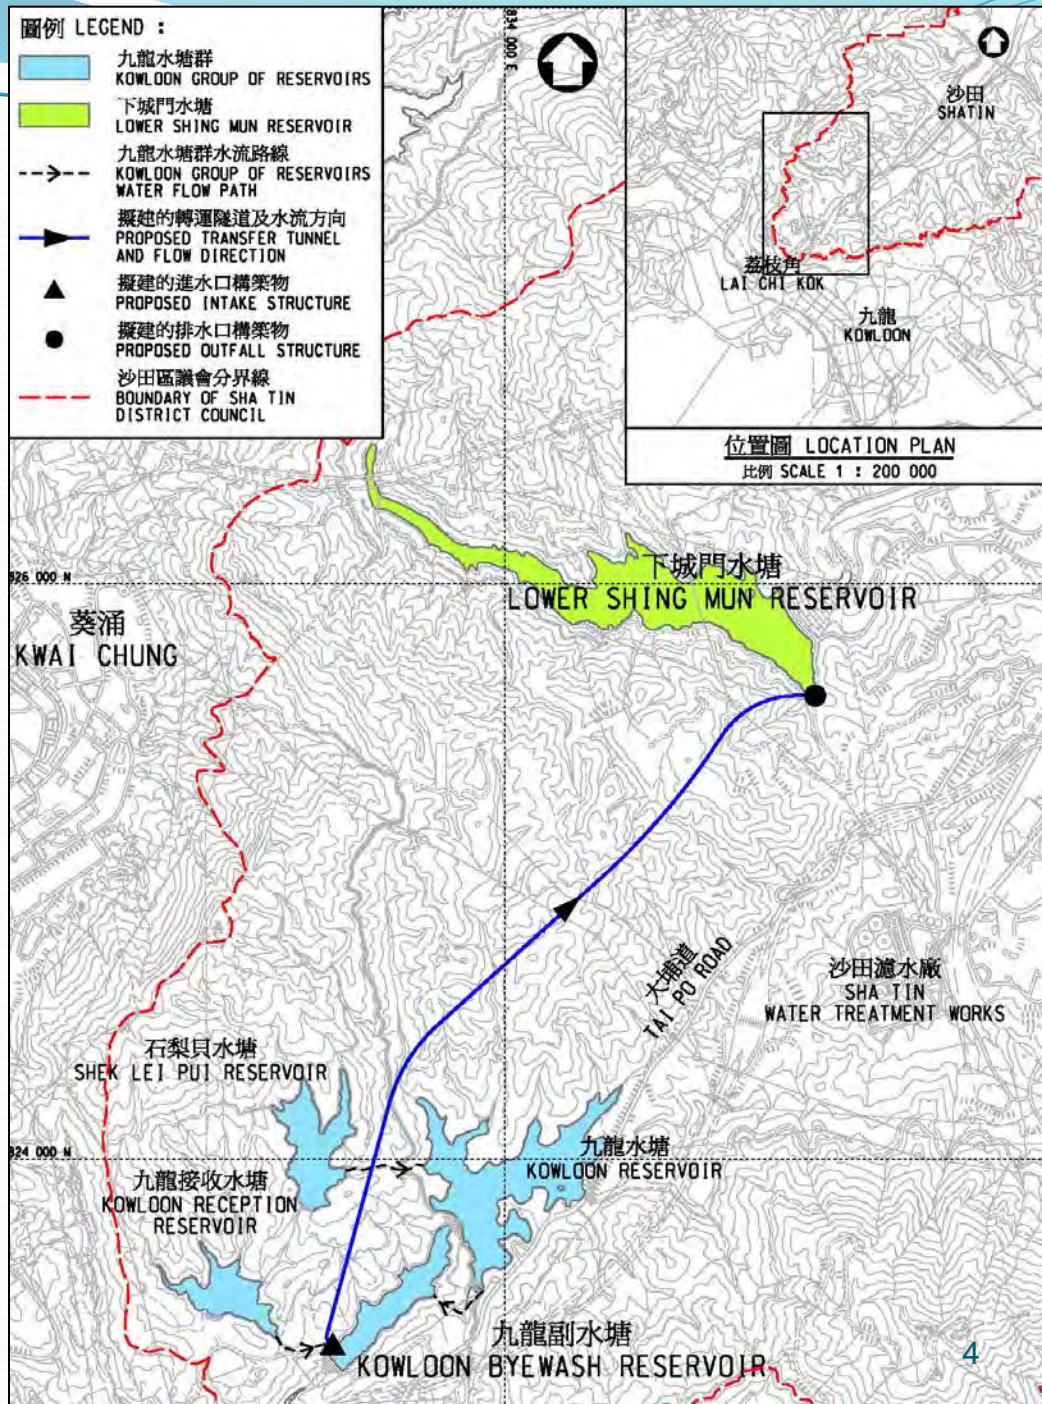 圖例 LEGEND :
九龍水塘群
KOWLOON GROUP OF RESERVOIRS
下城門水塘
LOWER SHING MUN RESERVOIR
九龍水塘群水流路線
KOWLOON GROUP OF RESERVOIRS
WATER FLOW PATH
擬建的轉運隧道及水流方向
PROPOSED TRANSFER TUNNEL
AND FLOW DIRECTION
擬建的進水口構築物
PROPOSED INTAKE STRUCTURE
擬建的排水口構築物
PROPOSED OUTFALL STRUCTURE
沙田區議會分界線
BOUNDARY OF SHA TIN
DISTRICT COUNCIL
834 000 E
沙田
SHATIN
荔枝角
LAI CHI KOK
九龍
KOWLOON
位置圖 LOCATION PLAN
比例 SCALE 1 : 200 000
826 000 N
下城門水塘
LOWER SHING MUN RESERVOIR
葵涌
KWAI CHUNG
大埔道
TAI PO ROAD
沙田濾水廠
SHA TIN
WATER TREATMENT WORKS
石梨貝水塘
SHEK LEI PUI RESERVOIR
824 000 N
九龍水塘
KOWLOON RESERVOIR
九龍接收水塘
KOWLOON RECEPTION
RESERVOIR
九龍副水塘
KOWLOON BYEWASH RESERVOIR
4